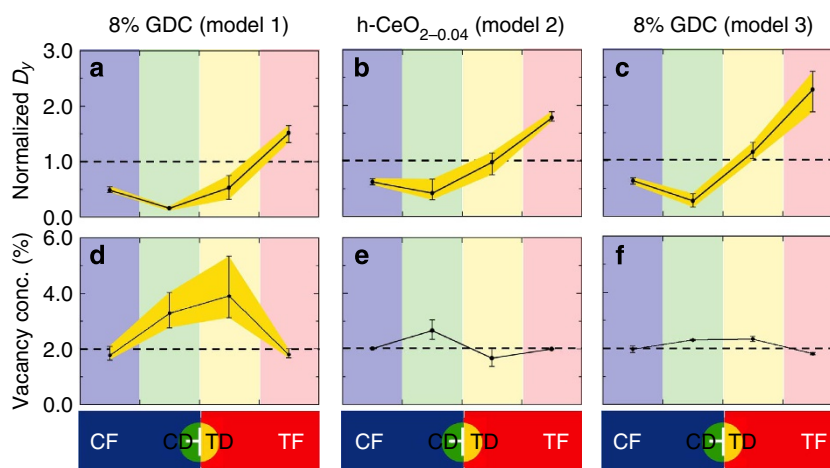 8% GDC (model 1)
h-CeO2–0.04 (model 2)
8% GDC (model 3)
Normalized Dy
3.0
2.0
1.0
0.0
a
b
c
Vacancy conc. (%)
6.0
4.0
2.0
0.0
d
e
f
CF CD TD TF
CF CD TD TF
CF CD TD TF